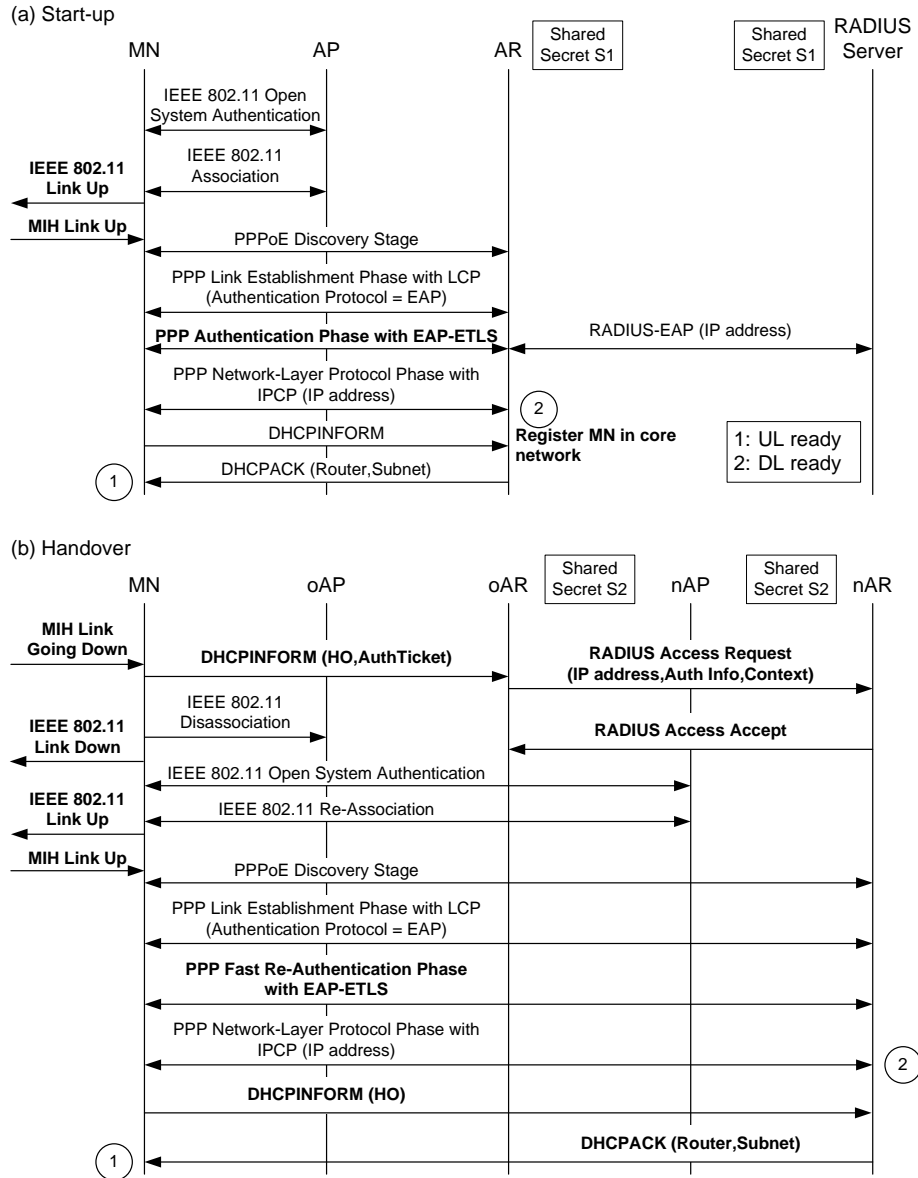 (a) Start-up
MN
AP
AR
Shared
Secret S1
Shared
Secret S1
RADIUS
Server
IEEE 802.11 Open
System Authentication
IEEE 802.11
Association
IEEE 802.11
Link Up
MIH Link Up
PPPoE Discovery Stage
PPP Link Establishment Phase with LCP
(Authentication Protocol = EAP)
PPP Authentication Phase with EAP-ETLS
RADIUS-EAP (IP address)
PPP Network-Layer Protocol Phase with
IPCP (IP address)
2
DHCPINFORM
Register MN in core
network
1: UL ready
2: DL ready
DHCPACK (Router,Subnet)
1
(b) Handover
MN
oAP
oAR
Shared
Secret S2
nAP
Shared
Secret S2
nAR
MIH Link
Going Down
DHCPINFORM (HO,AuthTicket)
RADIUS Access Request
(IP address,Auth Info,Context)
IEEE 802.11
Disassociation
IEEE 802.11
Link Down
RADIUS Access Accept
IEEE 802.11 Open System Authentication
IEEE 802.11
Link Up
IEEE 802.11 Re-Association
MIH Link Up
PPPoE Discovery Stage
PPP Link Establishment Phase with LCP
(Authentication Protocol = EAP)
PPP Fast Re-Authentication Phase
with EAP-ETLS
PPP Network-Layer Protocol Phase with
IPCP (IP address)
2
DHCPINFORM (HO)
DHCPACK (Router,Subnet)
1